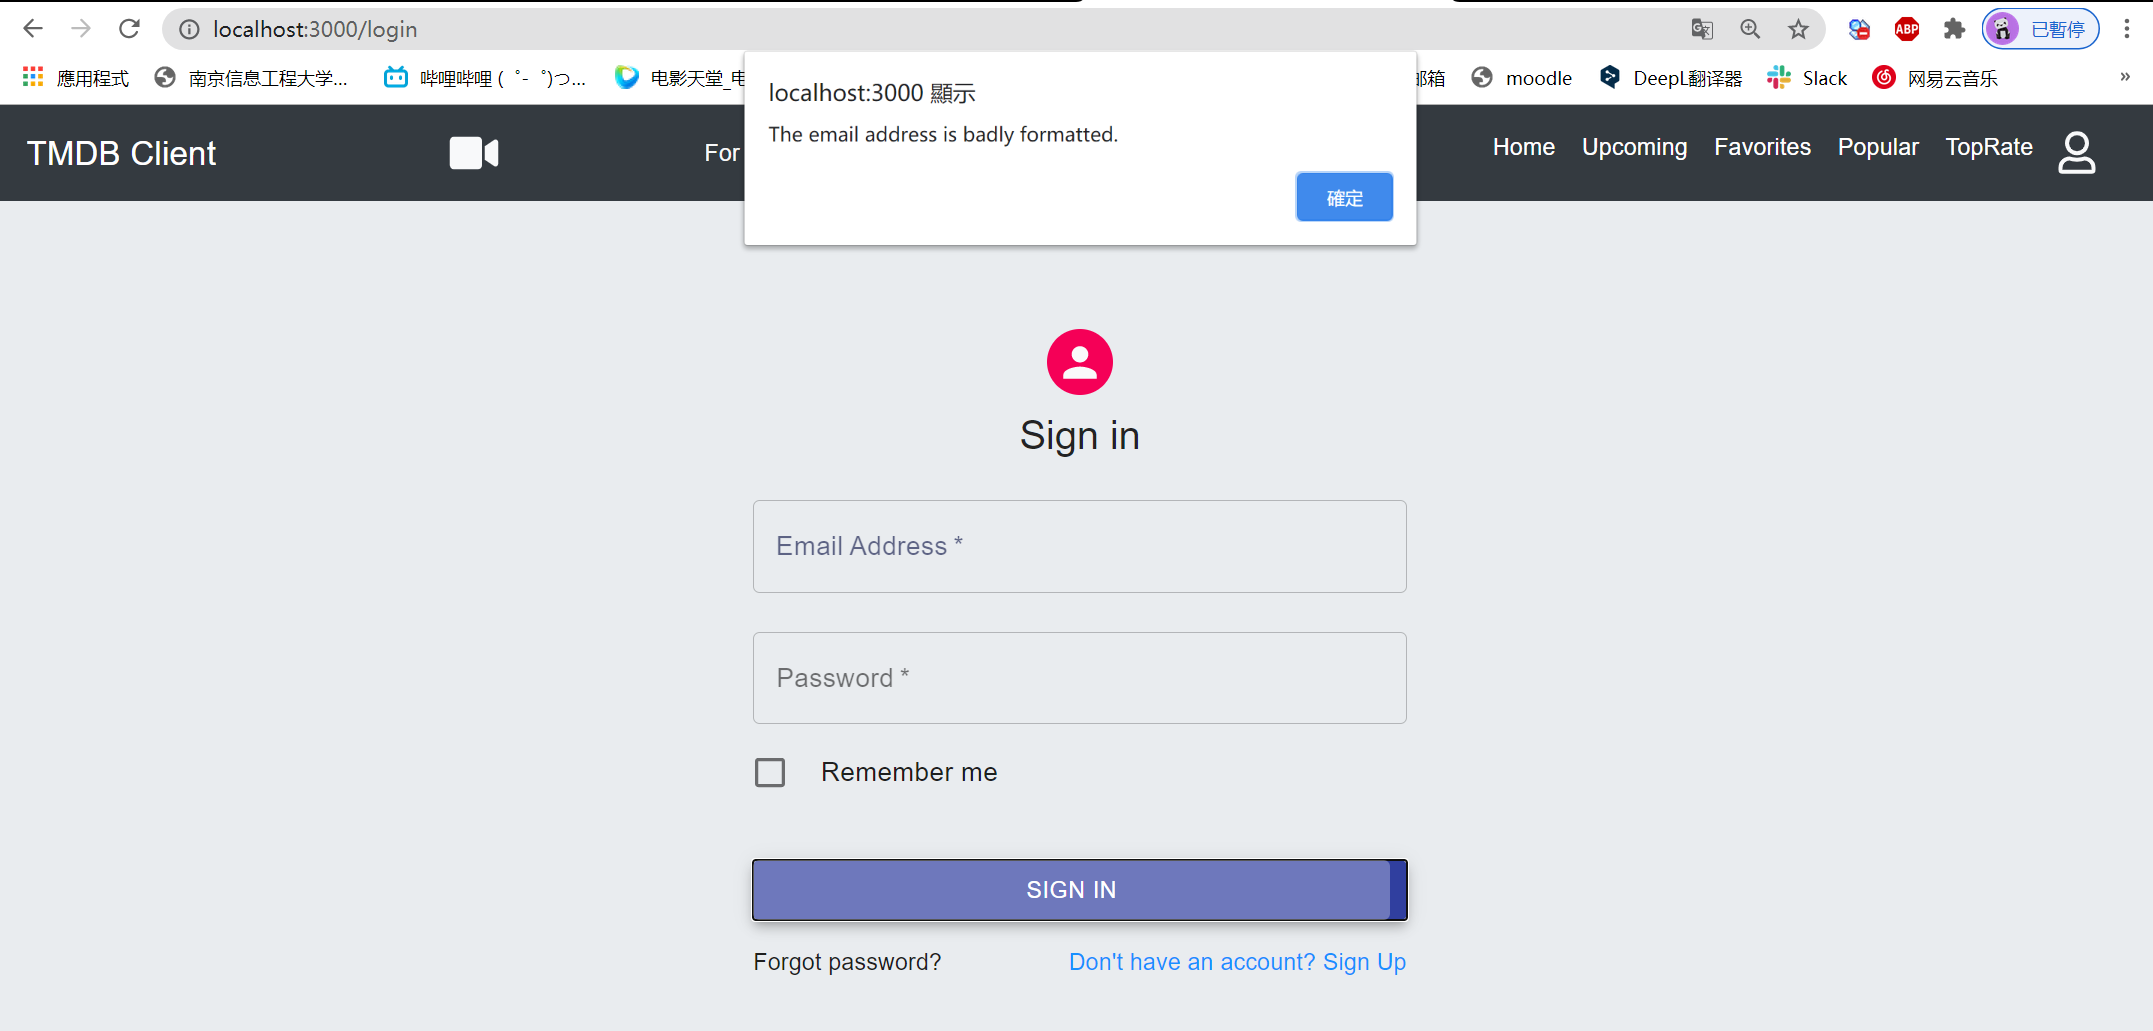 localhost:3000/login
已暫停
應用程式 南京信息工程大学... 哔哩哔哩 ( ゜- ゜)つ... 电影天堂_电 邮箱 moodle DeepL翻译器 Slack 网易云音乐 »
localhost:3000 顯示
The email address is badly formatted.
確定
TMDB Client For Home Upcoming Favorites Popular TopRate
Sign in
Email Address *
Password *
Remember me
SIGN IN
Forgot password? Don't have an account? Sign Up
ABP